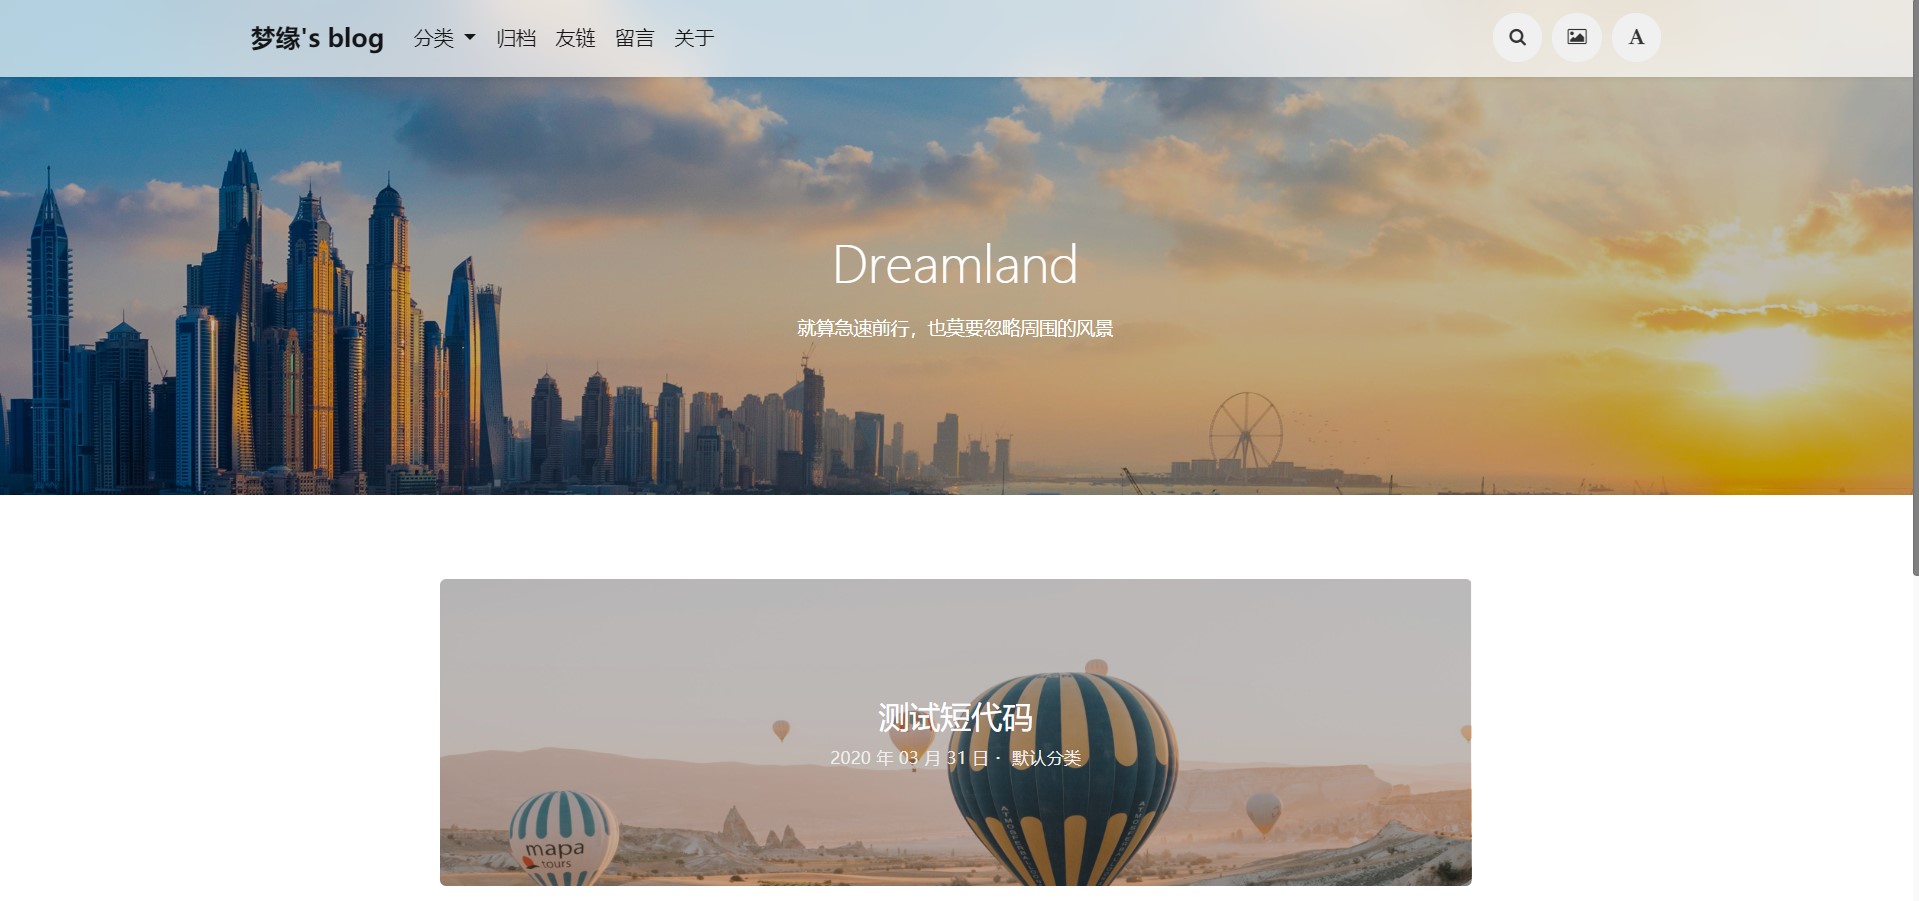 梦缘's blog 分类 归档 友链 留言 关于 A
Dreamland
就算急速前行，也莫要忽略周围的风景
测试短代码
2020 年 03 月 31 日 · 默认分类
mapa
tours